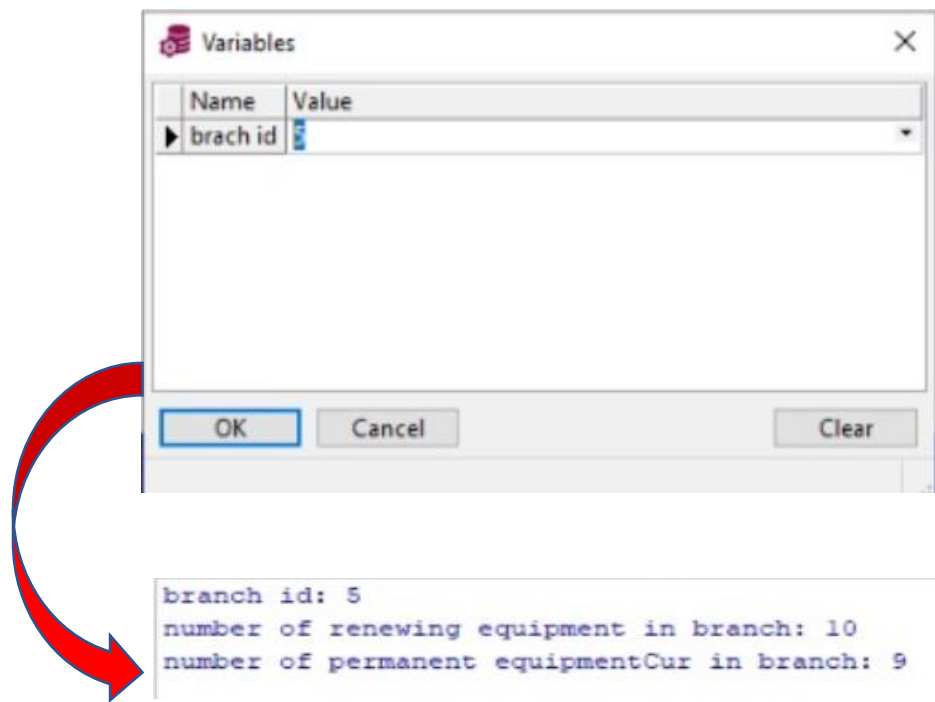 Variables
Name Value
brach id 5
OK Cancel Clear
branch id: 5
number of renewing equipment in branch: 10
number of permanent equipmentCur in branch: 9